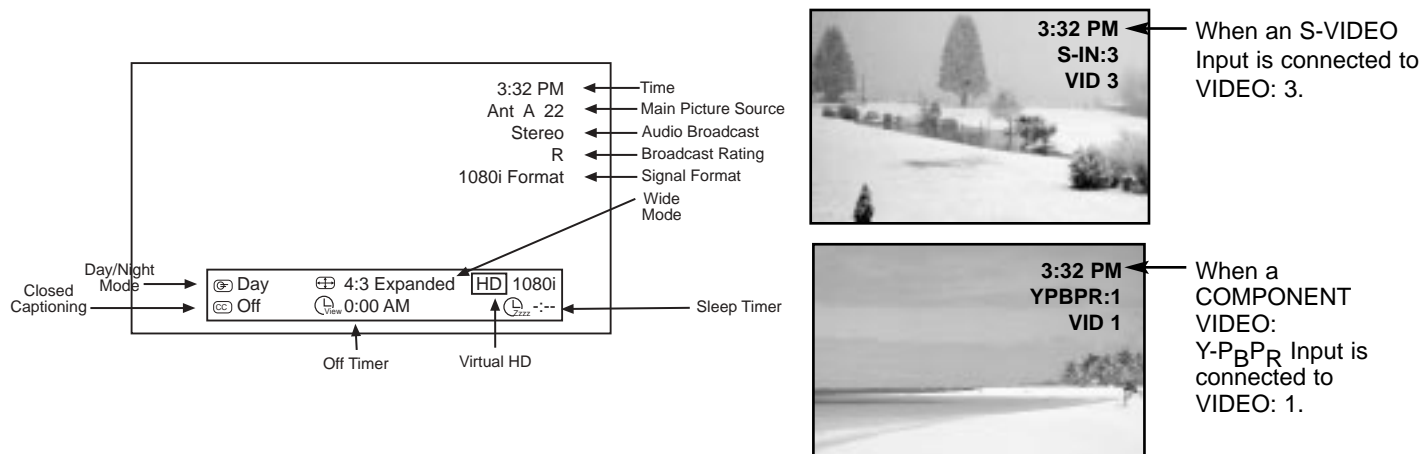 3:32 PM
Ant A 22
Stereo
R
1080i Format
Time
Main Picture Source
Audio Broadcast
Broadcast Rating
Signal Format
Wide
Mode
Day/Night
Mode
Closed
Captioning
Day
4:3 Expanded
HD 1080i
CC Off
View 0:00 AM
Zzzz -:--
Sleep Timer
Off Timer
Virtual HD
3:32 PM
S-IN:3
VID 3
When an S-VIDEO
Input is connected to
VIDEO: 3.
3:32 PM
YPBPR:1
VID 1
When a
COMPONENT
VIDEO:
Y-PBPR Input is
connected to
VIDEO: 1.